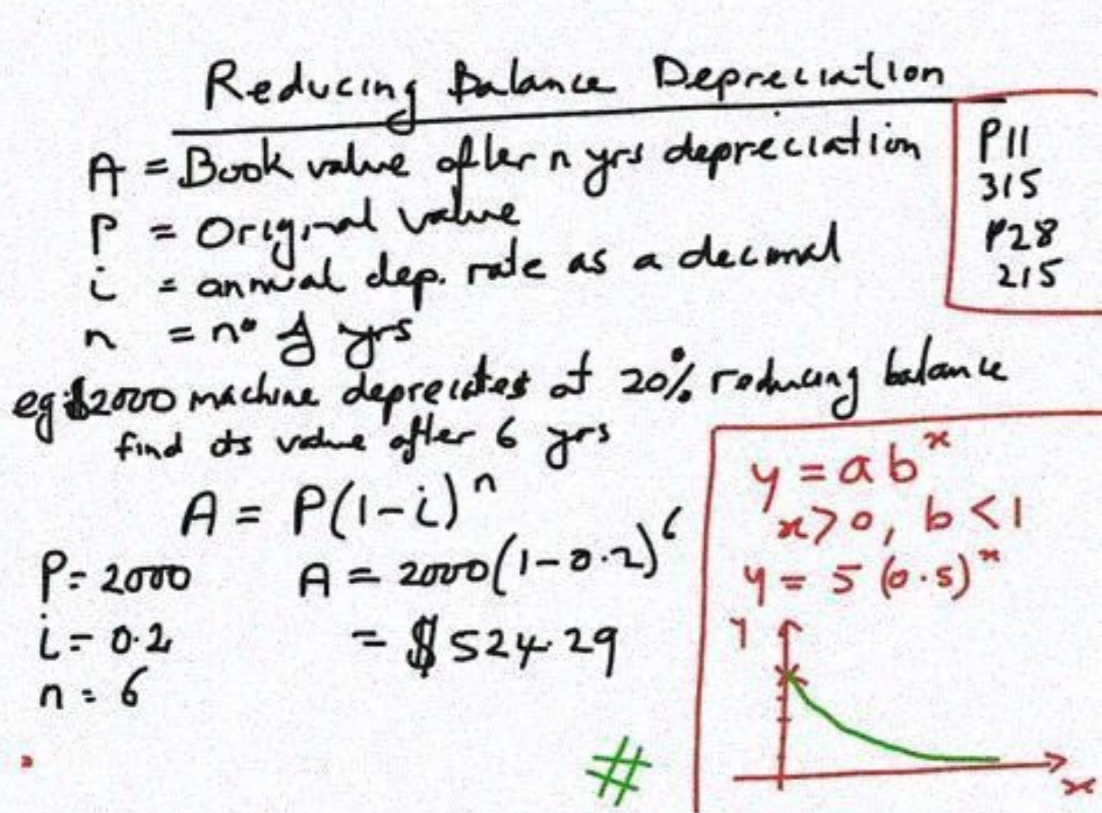 Reducing Balance Depreciation
A = Book value after n yrs depreciation
P = Original value
i = annual dep. rate as a decimal
n = nº of yrs
P11
315
P28
215
eg $2000 machine depreciates at 20% reducing balance
find its value after 6 yrs
A = P(1-i)ⁿ
P = 2000
i = 0.2
n = 6
A = 2000(1-0.2)⁶
= $524.29
y = abˣ
x>0, b<1
y = 5(0.5)ˣ
y
x
#